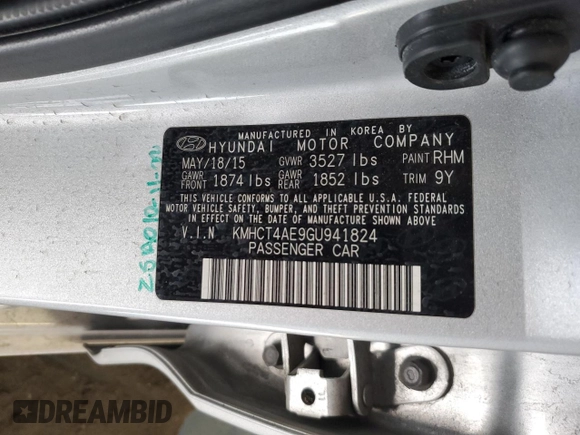 MANUFACTURED IN KOREA BY
HYUNDAI MOTOR COMPANY
MAY/18/15 GVWR 3527 lbs PAINT RHM
GAWR FRONT 1874 lbs GAWR REAR 1852 lbs TRIM 9Y
THIS VEHICLE CONFORMS TO ALL APPLICABLE U.S.A. FEDERAL
MOTOR VEHICLE SAFETY, BUMPER, AND THEFT PREVENTION STANDARDS
IN EFFECT ON THE DATE OF MANUFACTURE SHOWN ABOVE.
V.I.N KMHCT4AE9GU941824
PASSENGER CAR
DREAMBID